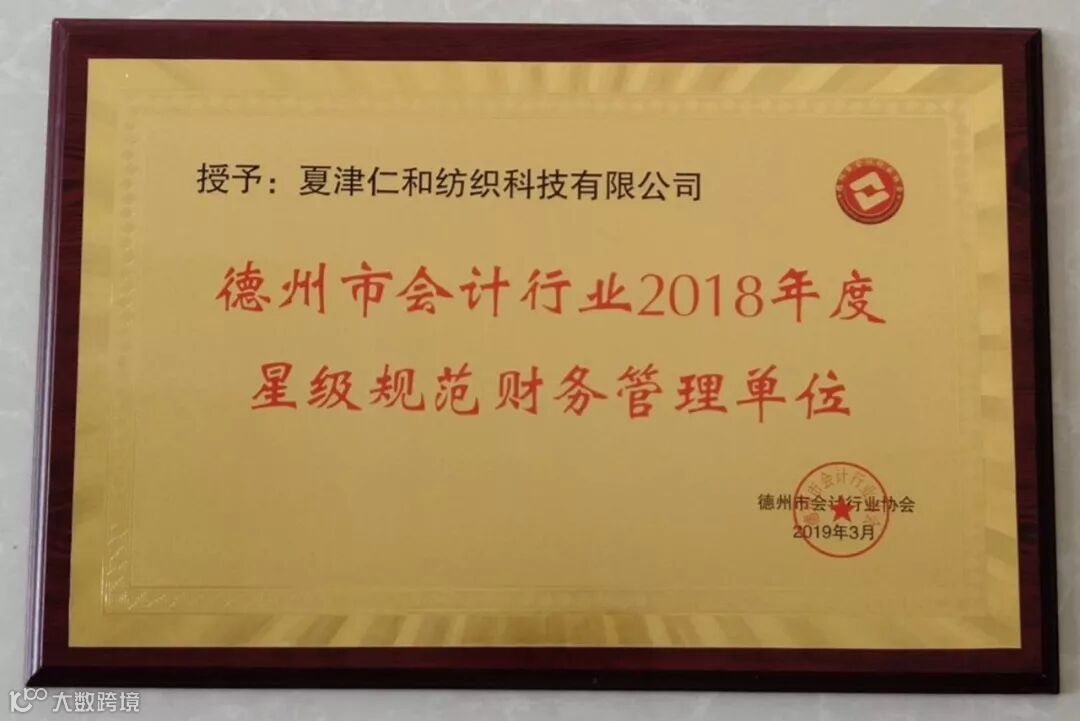 授予：夏津仁和纺织科技有限公司
德州市会计行业2018年度
星级规范财务管理单位
德州市会计行业协会
2019年3月
大数跨境